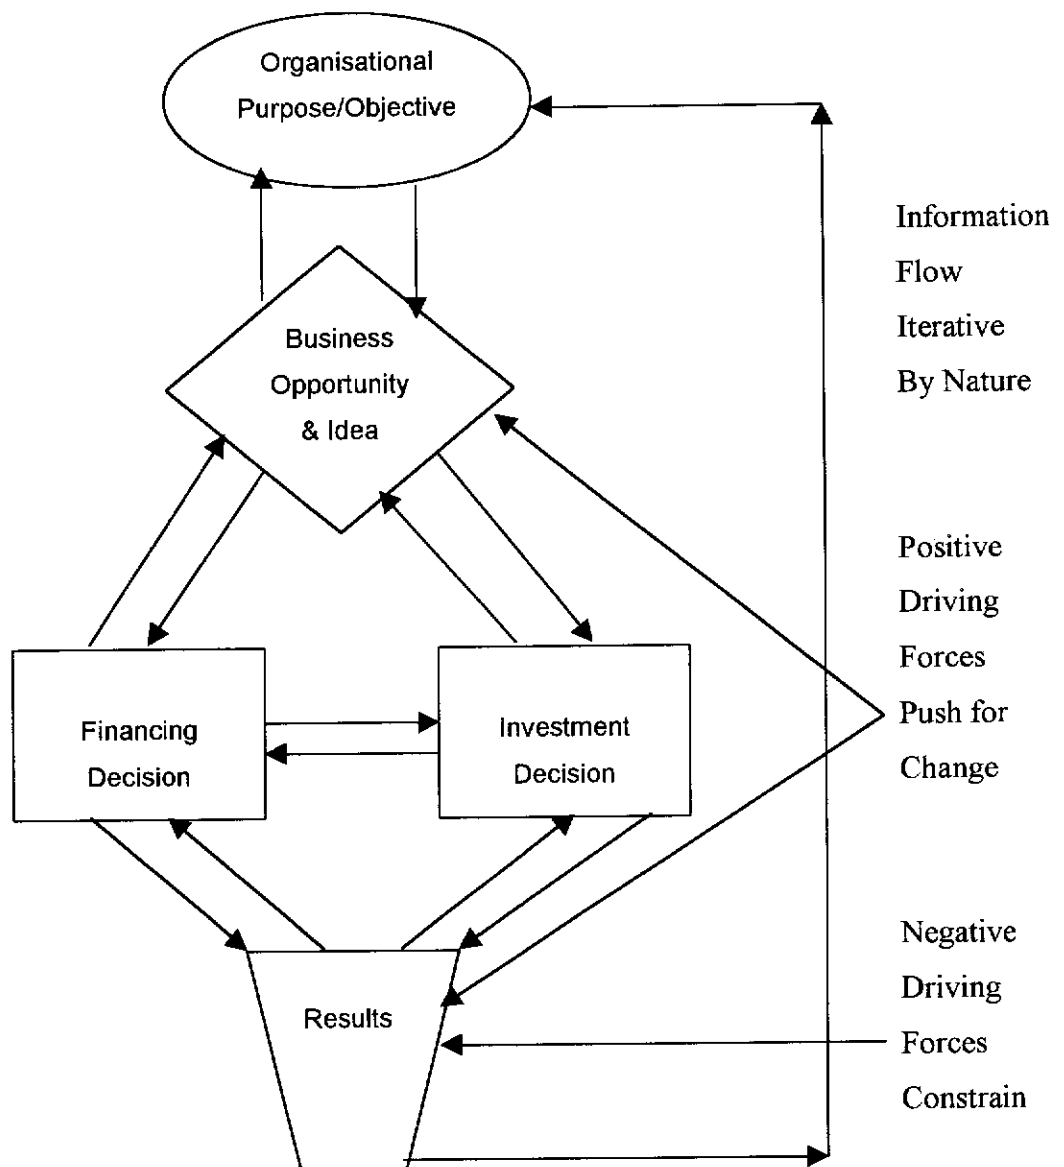 Organisational
Purpose/Objective
Information
Flow
Iterative
By Nature
Business
Opportunity
& Idea
Positive
Driving
Forces
Push for
Change
Financing
Decision
Investment
Decision
Negative
Driving
Forces
Constrain
Results